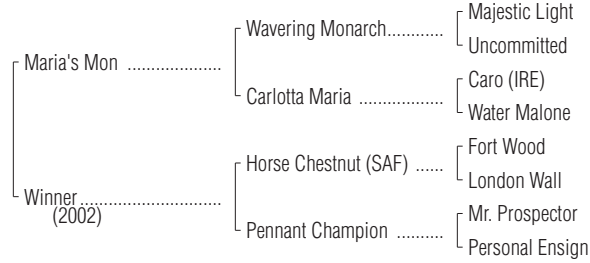 Majestic Light
Wavering Monarch............
Uncommitted
Maria's Mon .....................
Caro (IRE)
Carlotta Maria ..................
Water Malone
Fort Wood
Horse Chestnut (SAF) ......
London Wall
Winner................................
(2002)
Mr. Prospector
Pennant Champion ..........
Personal Ensign